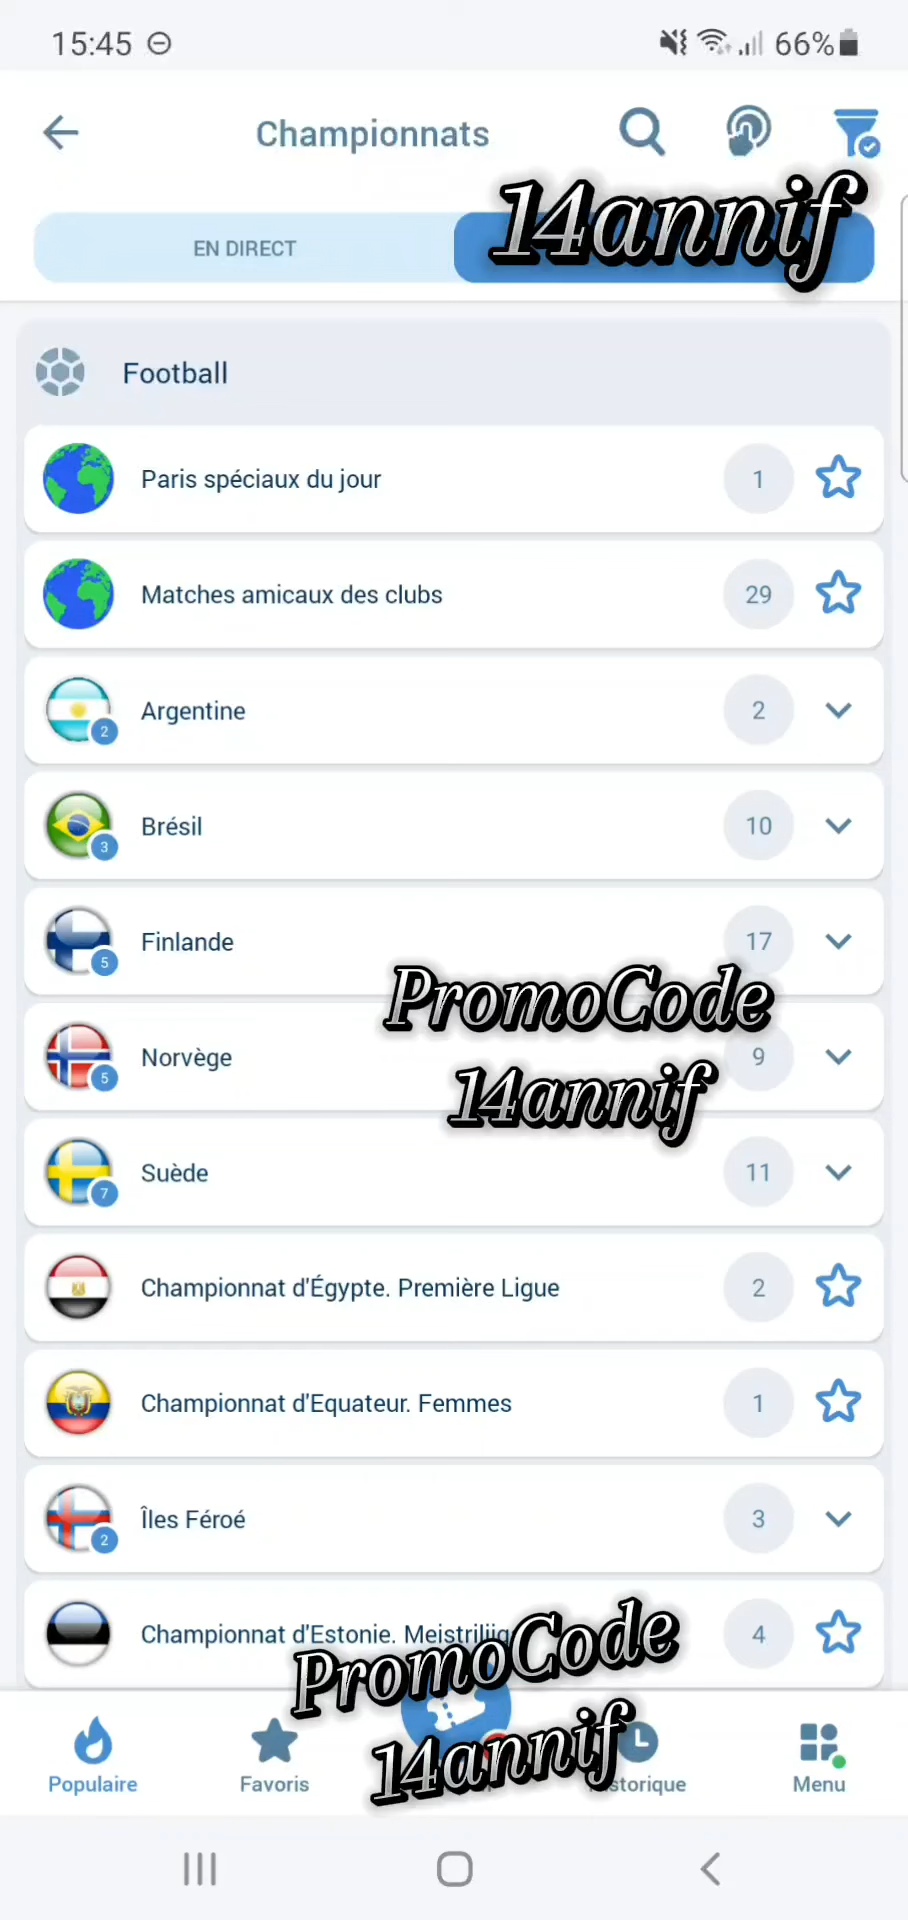 15:45 66%
Championnats
14annif
EN DIRECT
Football
Paris spéciaux du jour 1
Matches amicaux des clubs 29
2 Argentine 2
3 Brésil 10
5 Finlande 17
PromoCode
5 Norvège 9
14annif
7 Suède 11
Championnat d'Égypte. Première Ligue 2
Championnat d'Equateur. Femmes 1
2 Îles Féroé 3
Championnat d'Estonie. 4
PromoCode
14annif
Populaire Favoris Menu